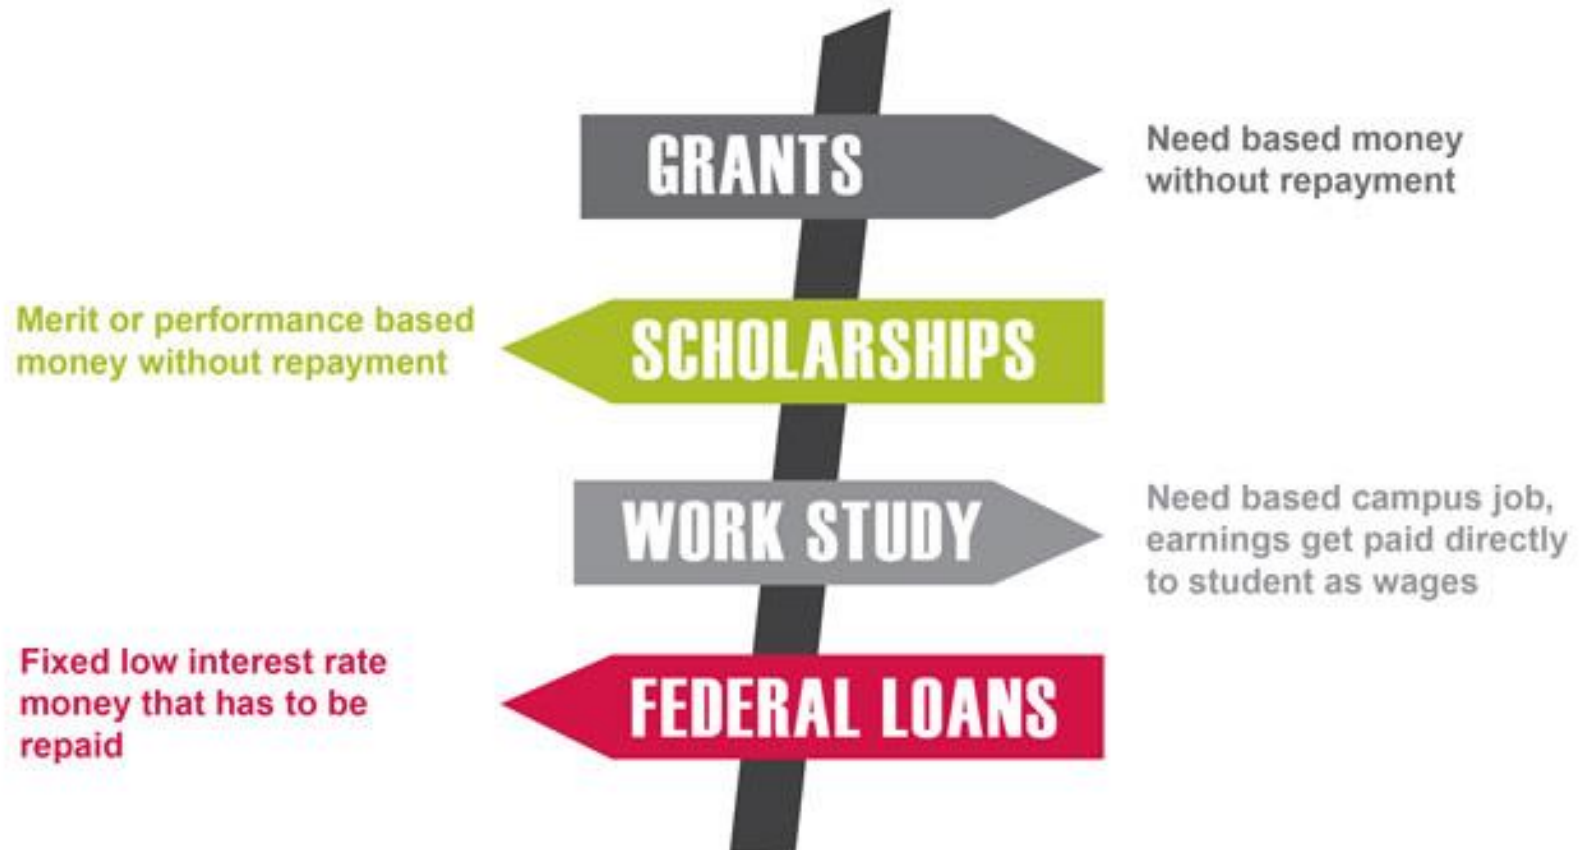 GRANTS
Need based money
without repayment
Merit or performance based
money without repayment
SCHOLARSHIPS
WORK STUDY
Need based campus job,
earnings get paid directly
to student as wages
Fixed low interest rate
money that has to be
repaid
FEDERAL LOANS